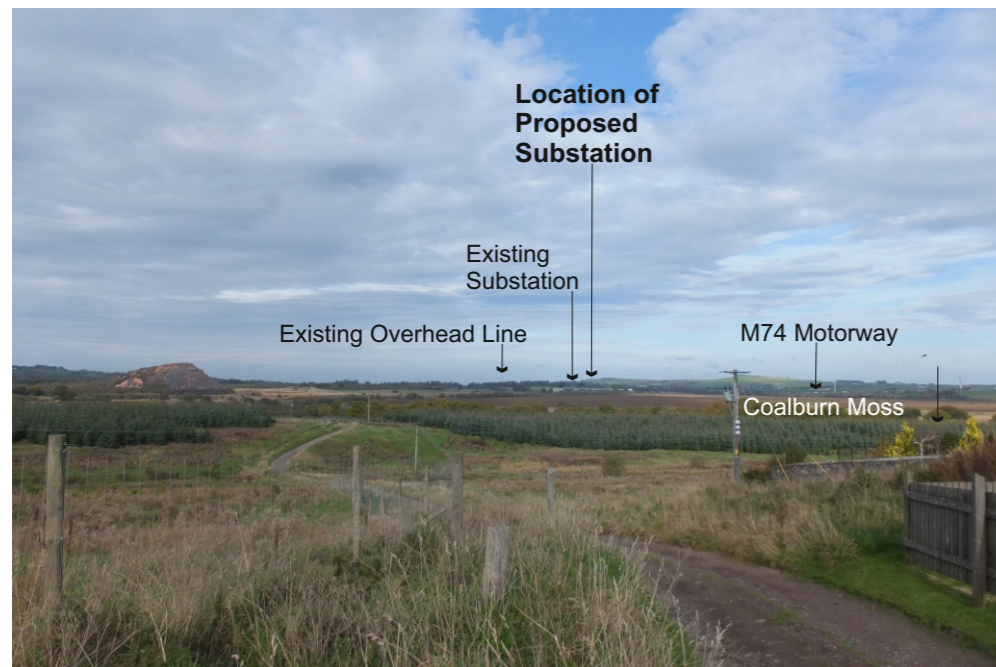 Location of
Proposed
Substation
Existing
Substation
Existing Overhead Line
M74 Motorway
Coalburn Moss